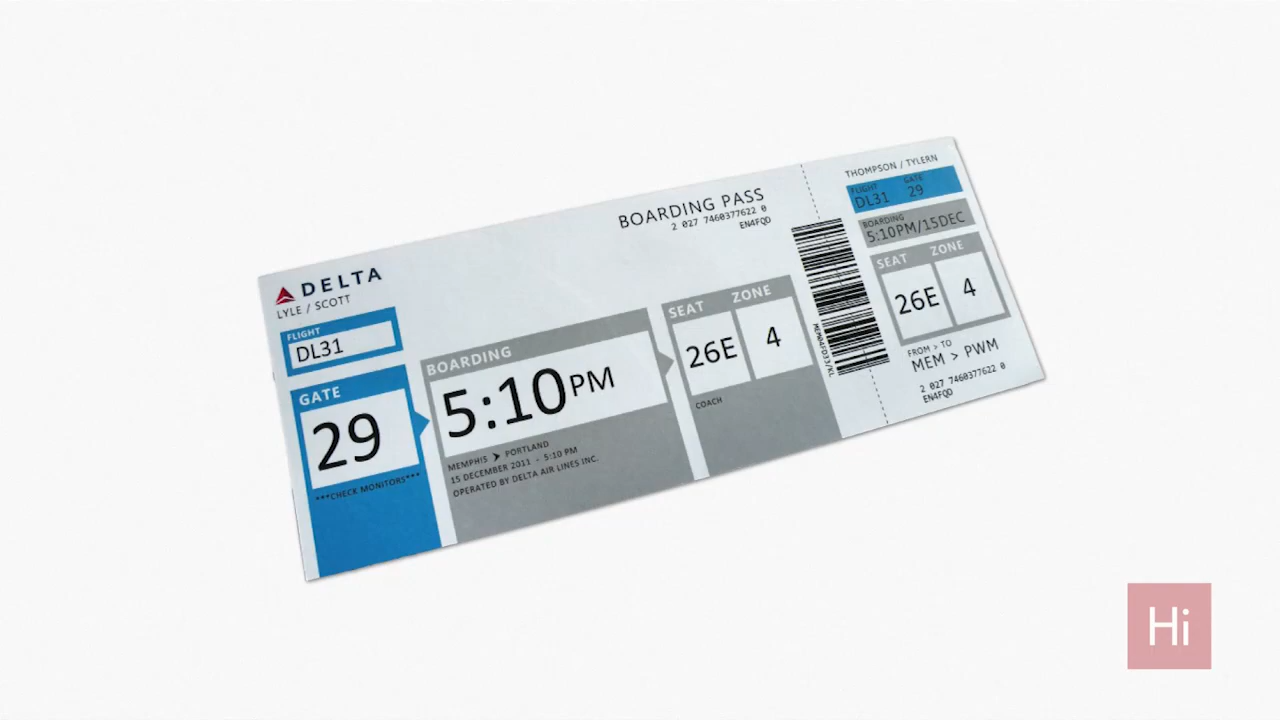 DELTA
LYLE / SCOTT
FLIGHT
DL31
GATE
29
***CHECK MONITORS***
BOARDING
5:10PM
MEMPHIS > PORTLAND
15 DECEMBER 2011 - 5:10 PM
OPERATED BY DELTA AIR LINES INC.
BOARDING PASS
2 027 7460377622 0
EN4FQD
SEAT ZONE
26E 4
COACH
MEM04FD33/KL
THOMPSON / TYLERN
FLIGHT GATE
DL31 29
BOARDING
5:10PM/15DEC
SEAT ZONE
26E 4
FROM > TO
MEM > PWM
2 027 7460377622 0
EN4FQD
Hi